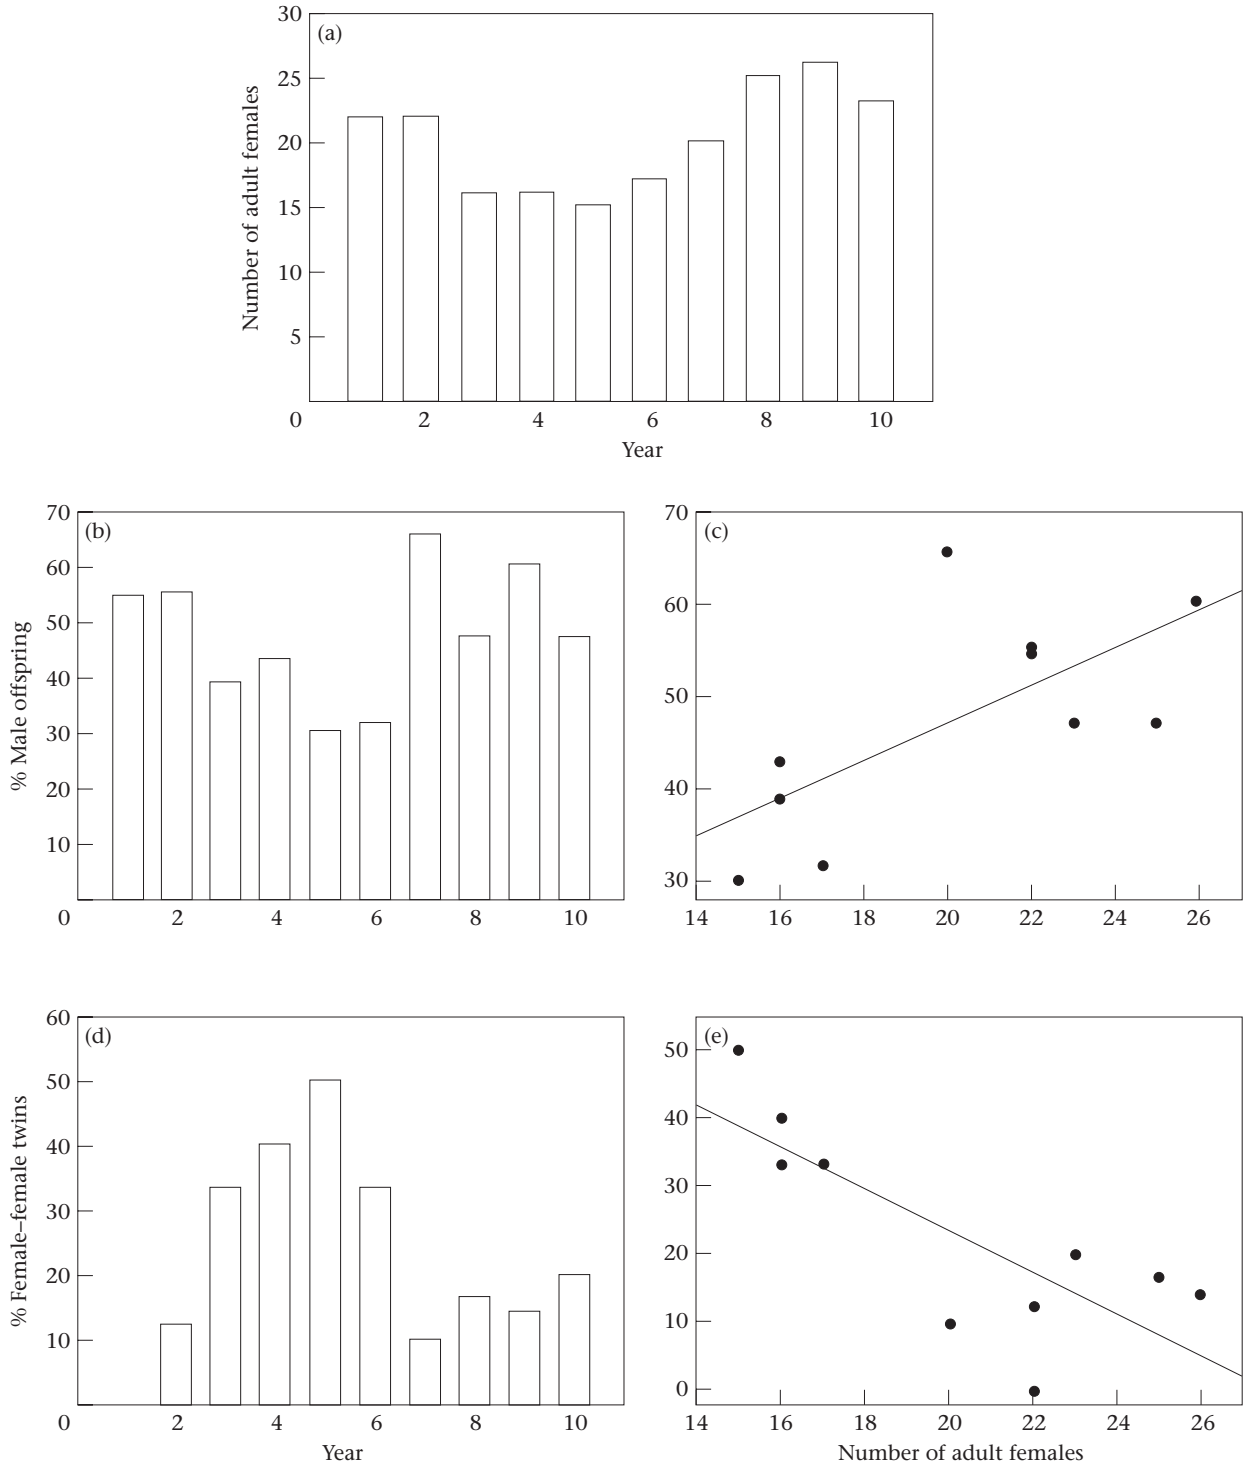 (a)
30
25
20
15
10
5
0 2 4 6 8 10
Number of adult females
Year
(b)
70
60
50
40
30
20
10
0 2 4 6 8 10
% Male offspring
(c)
70
60
50
40
30
14 16 18 20 22 24 26
(d)
60
50
40
30
20
10
0 2 4 6 8 10
% Female–female twins
Year
(e)
50
40
30
20
10
0
14 16 18 20 22 24 26
Number of adult females